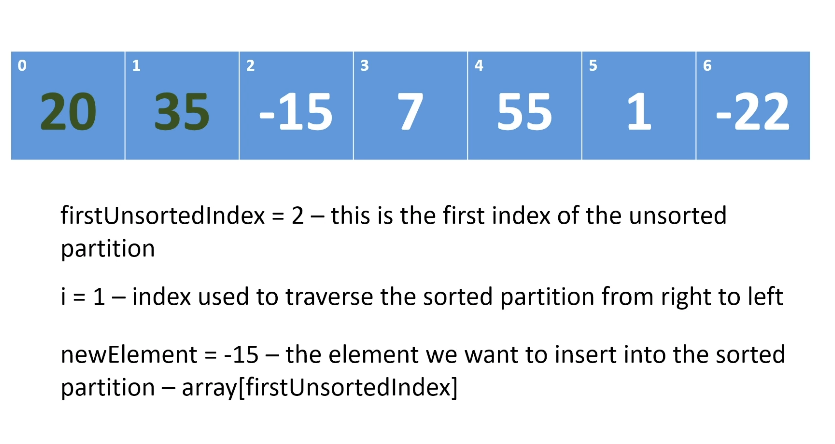 0 1 2 3 4 5 6
20 35 -15 7 55 1 -22
firstUnsortedIndex = 2 – this is the first index of the unsorted
partition
i = 1 – index used to traverse the sorted partition from right to left
newElement = -15 – the element we want to insert into the sorted
partition – array[firstUnsortedIndex]